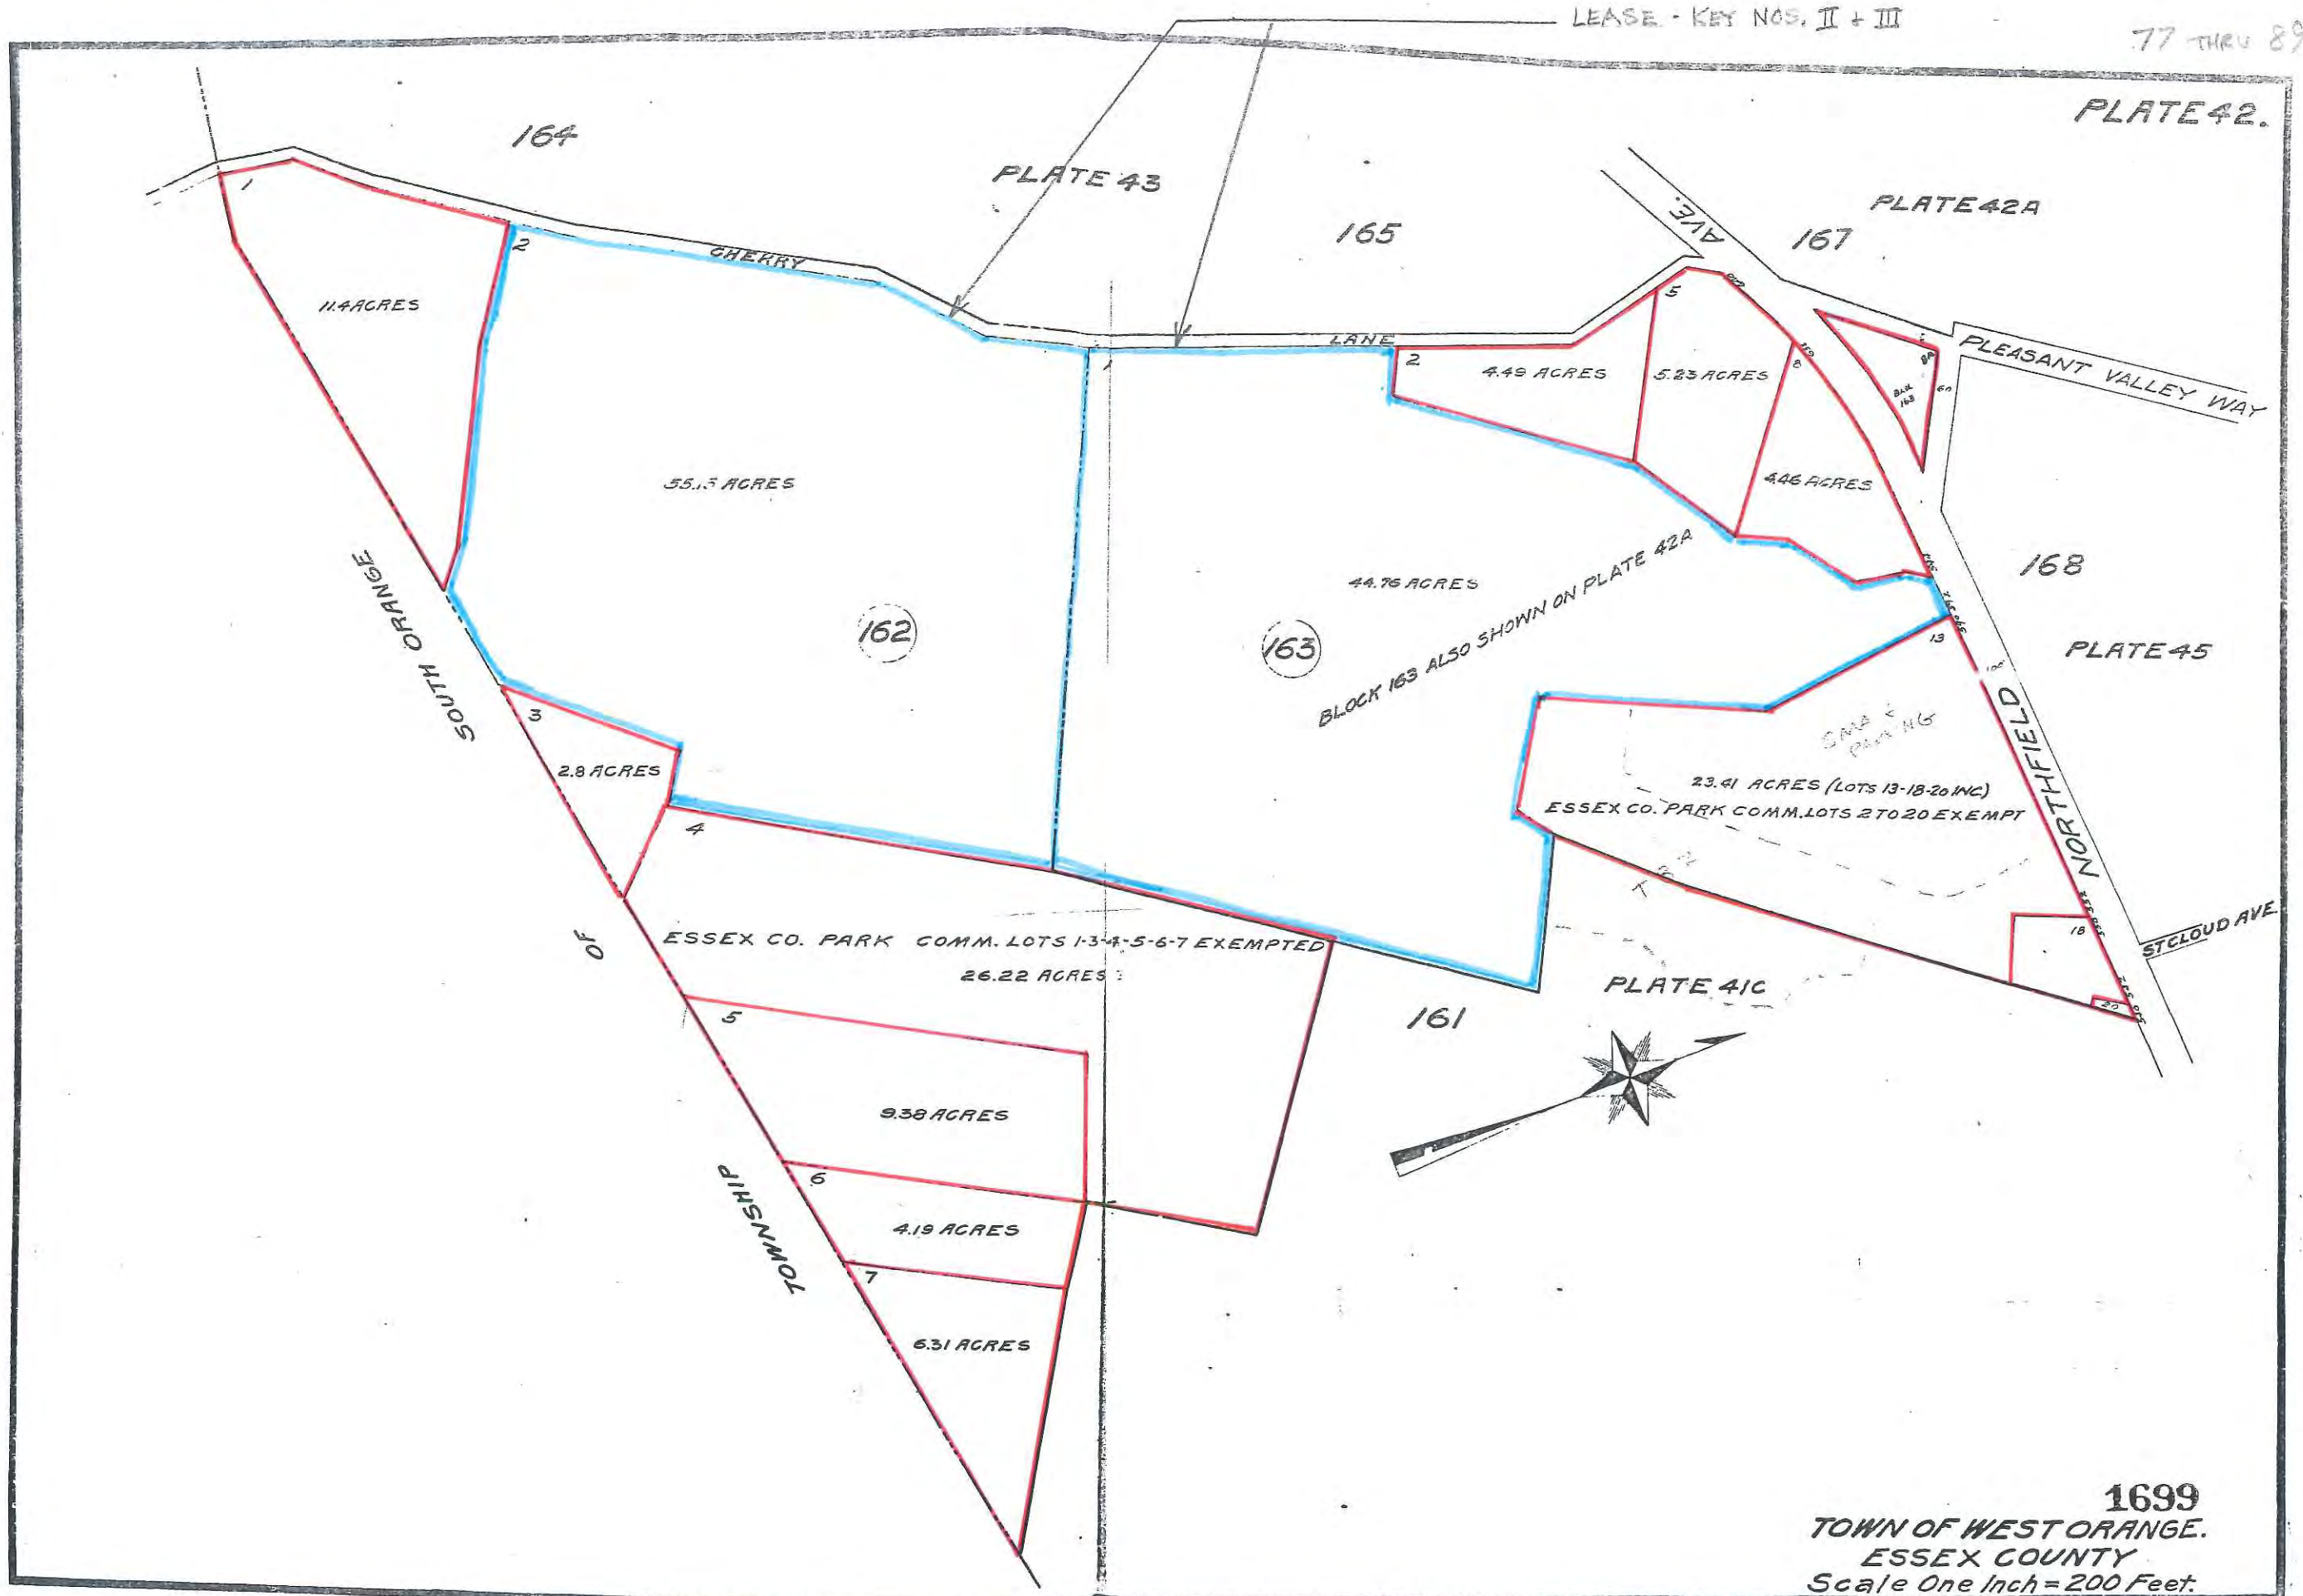 LEASE - KEY NOS. II & III
77 THRU 89
PLATE 42.
164
PLATE 43
165
AVE.
167
PLATE 42A
1
2
CHERRY
LANE
1
2
5
8
PLEASANT VALLEY WAY
BLK
163
60
11.4 ACRES
4.49 ACRES
5.23 ACRES
4.46 ACRES
55.15 ACRES
44.76 ACRES
162
163
BLOCK 163 ALSO SHOWN ON PLATE 42A
168
PLATE 45
13
100'
SOUTH ORANGE
OF
TOWNSHIP
3
2.8 ACRES
4
23.41 ACRES (LOTS 13-18-20 INC)
ESSEX CO. PARK COMM. LOTS 2 TO 20 EXEMPT
NORTHFIELD
18
20
ST CLOUD AVE.
ESSEX CO. PARK COMM. LOTS 1-3-4-5-6-7 EXEMPTED
26.22 ACRES
PLATE 41C
161
5
9.38 ACRES
6
4.19 ACRES
7
6.31 ACRES
1699
TOWN OF WEST ORANGE.
ESSEX COUNTY
Scale One Inch = 200 Feet.